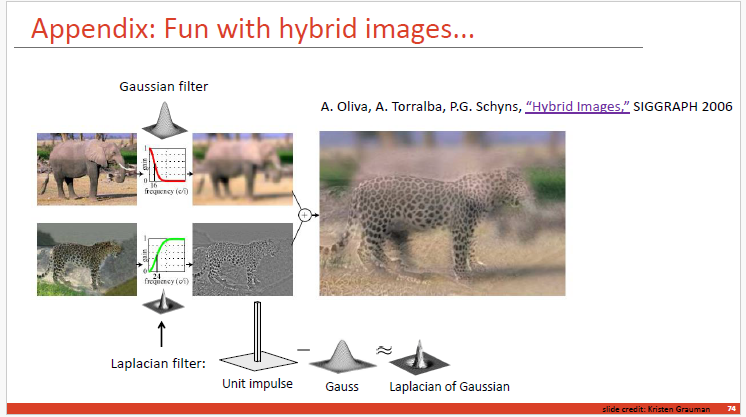 Appendix: Fun with hybrid images...
Gaussian filter
A. Oliva, A. Torralba, P.G. Schyns, “Hybrid Images,” SIGGRAPH 2006
1
gain
0
16
frequency (c/i)
+
1
gain
0
24
frequency (c/i)
Laplacian filter:
− ≈
Unit impulse Gauss Laplacian of Gaussian
slide credit: Kristen Grauman 74